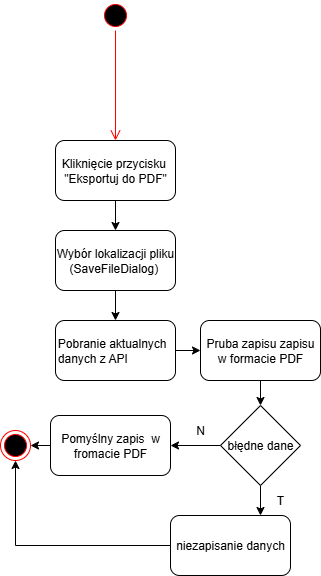 Kliknięcie przycisku
"Eksportuj do PDF"
Wybór lokalizacji pliku
(SaveFileDialog)
Pobranie aktualnych
danych z API
Pruba zapisu zapisu
w formacie PDF
błędne dane
N
Pomyślny zapis w
fromacie PDF
T
niezapisanie danych